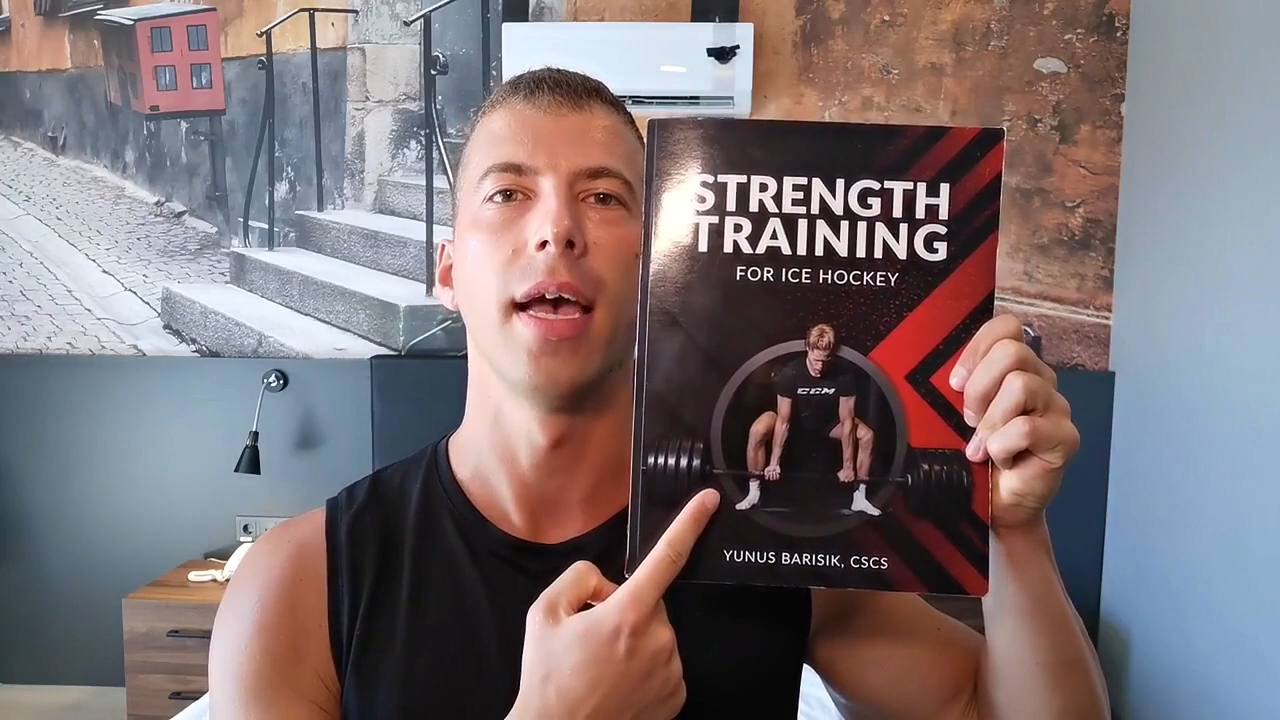 STRENGTH
TRAINING
FOR ICE HOCKEY
CCM
YUNUS BARISIK, CSCS